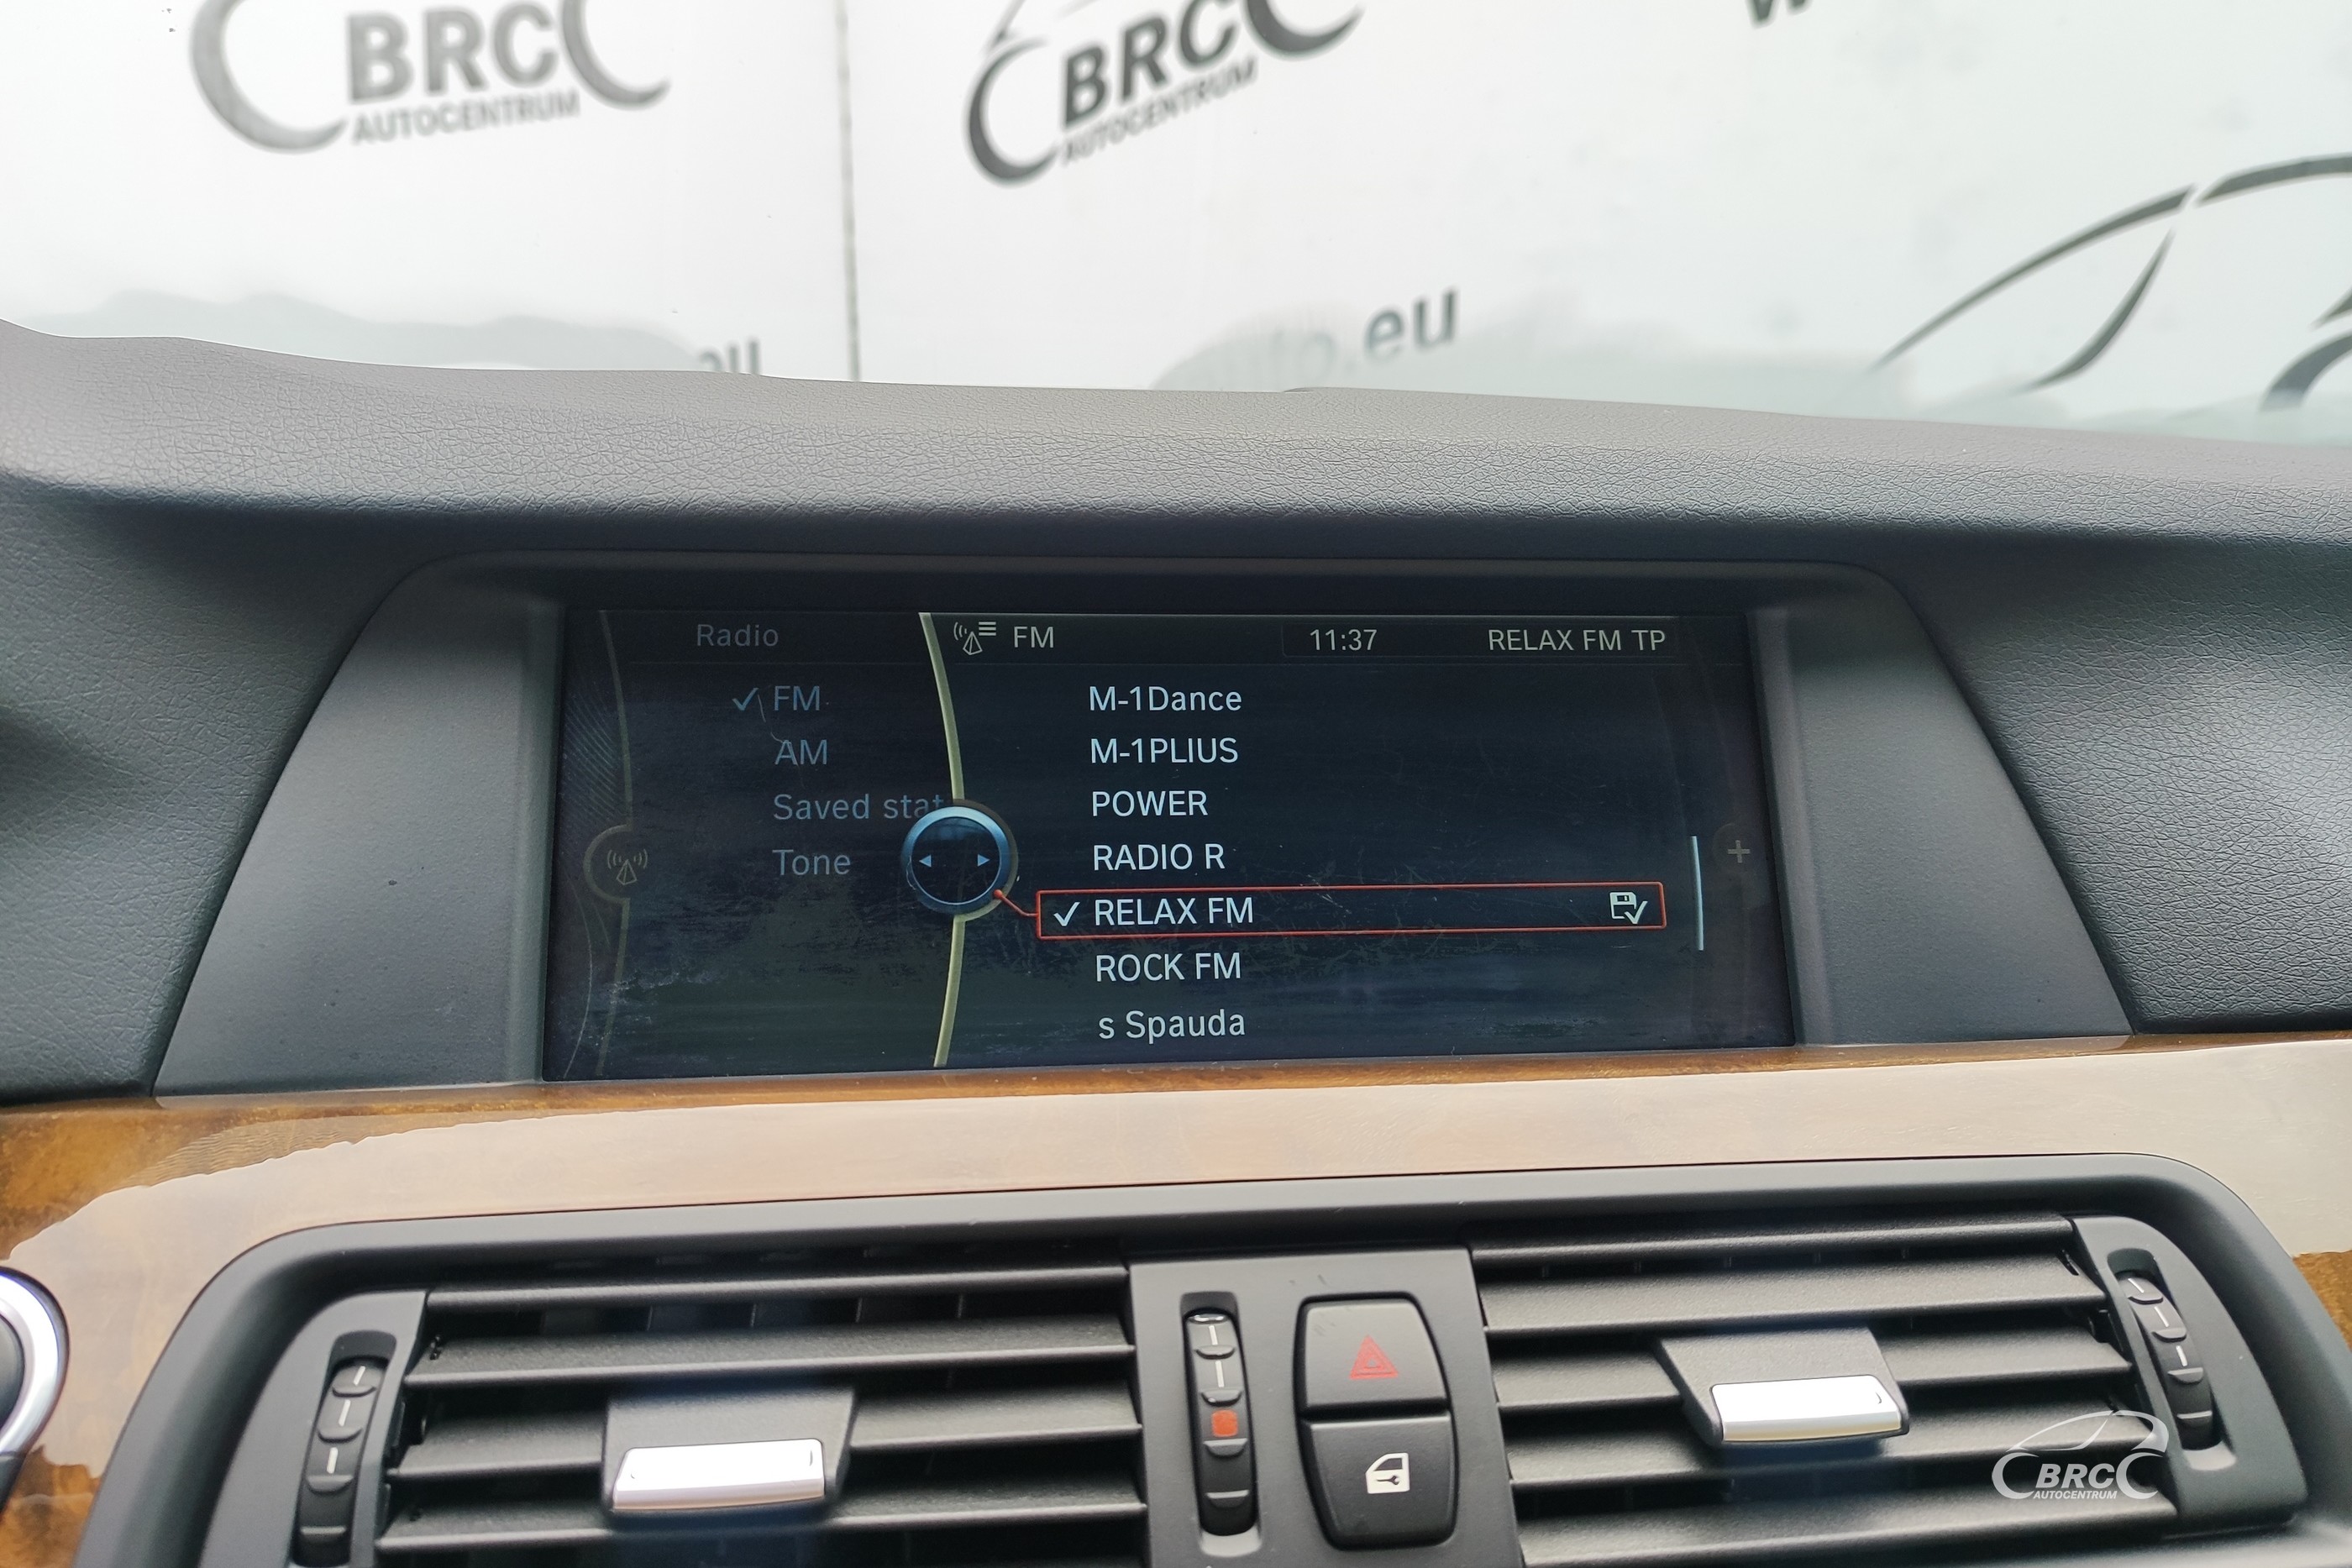 BRC
AUTOCENTRUM
BRC
AUTOCENTRUM
auto.eu
Radio
FM
11:37
RELAX FM TP
FM
AM
Saved stat
Tone
M-1Dance
M-1PLIUS
POWER
RADIO R
RELAX FM
ROCK FM
s Spauda
BRC
AUTOCENTRUM